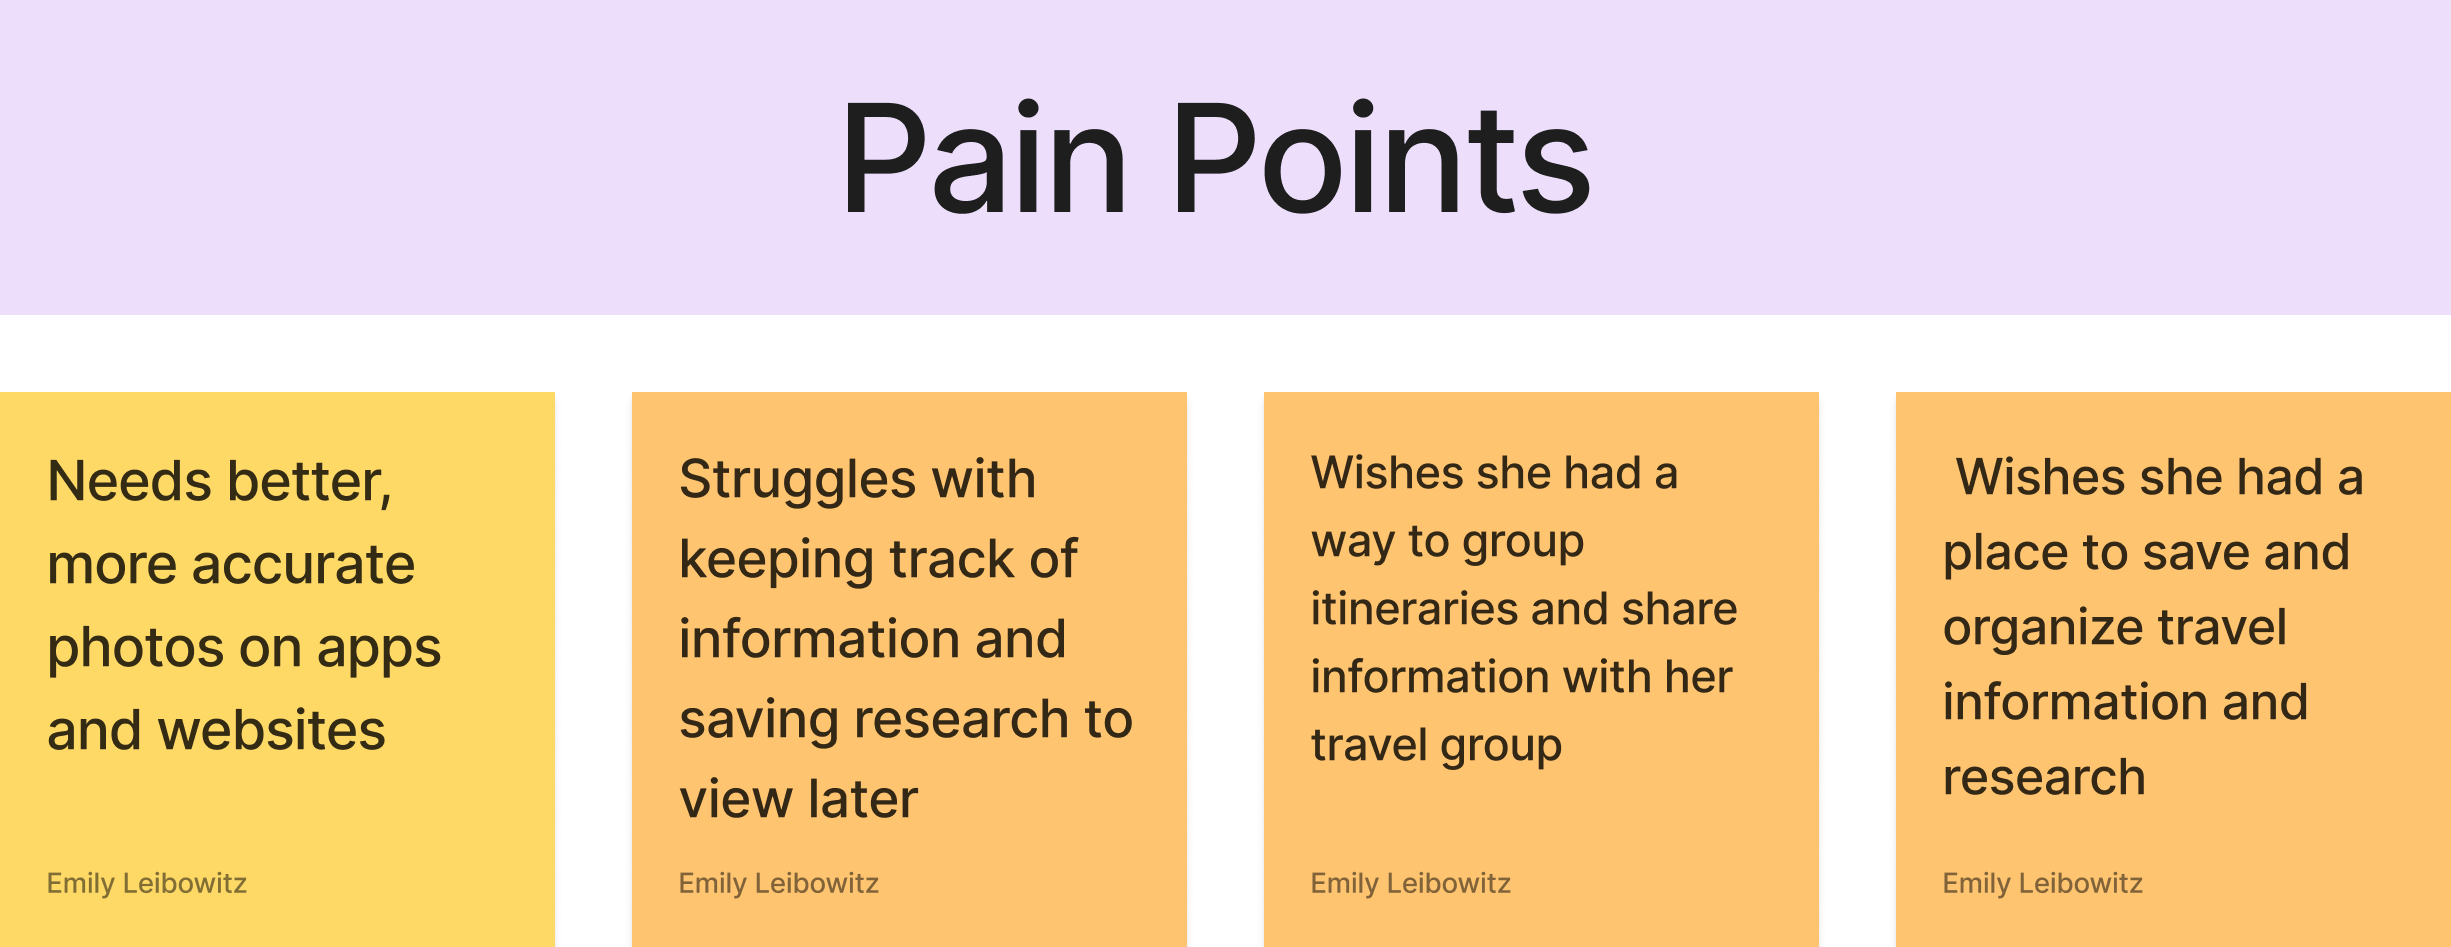 Pain Points
Needs better,
more accurate
photos on apps
and websites
Emily Leibowitz
Struggles with
keeping track of
information and
saving research to
view later
Emily Leibowitz
Wishes she had a
way to group
itineraries and share
information with her
travel group
Emily Leibowitz
Wishes she had a
place to save and
organize travel
information and
research
Emily Leibowitz